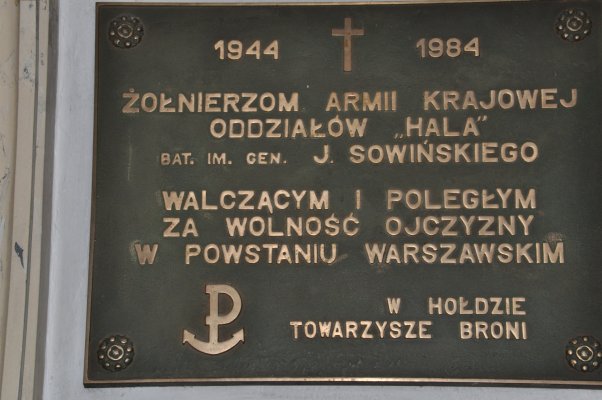 1944 1984
ŻOŁNIERZOM ARMII KRAJOWEJ
ODDZIAŁÓW „HALA"
BAT. IM. GEN. J. SOWIŃSKIEGO
WALCZĄCYM I POLEGŁYM
ZA WOLNOŚĆ OJCZYZNY
W POWSTANIU WARSZAWSKIM
W HOŁDZIE
TOWARZYSZE BRONI